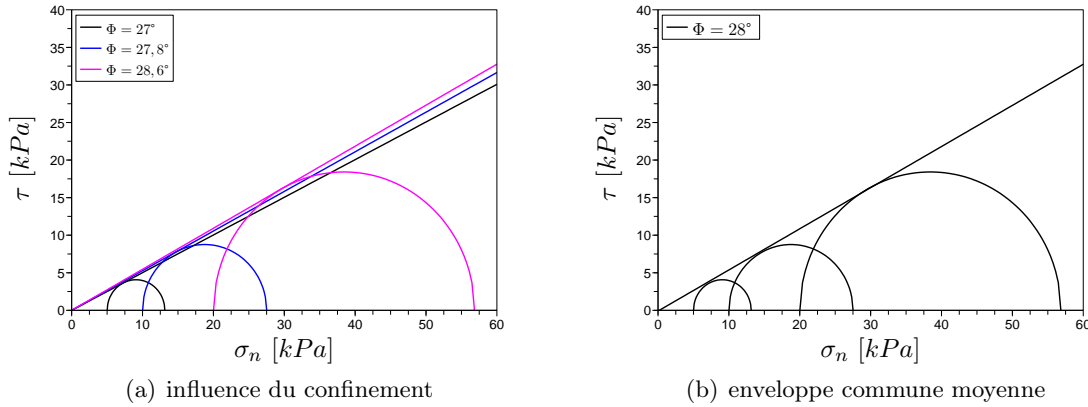 40
35
30
25
20
15
10
5
0
τ [kPa]
Φ = 27°
Φ = 27, 8°
Φ = 28, 6°
0 10 20 30 40 50 60
σn [kPa]
(a) influence du confinement
40
35
30
25
20
15
10
5
0
τ [kPa]
Φ = 28°
0 10 20 30 40 50 60
σn [kPa]
(b) enveloppe commune moyenne